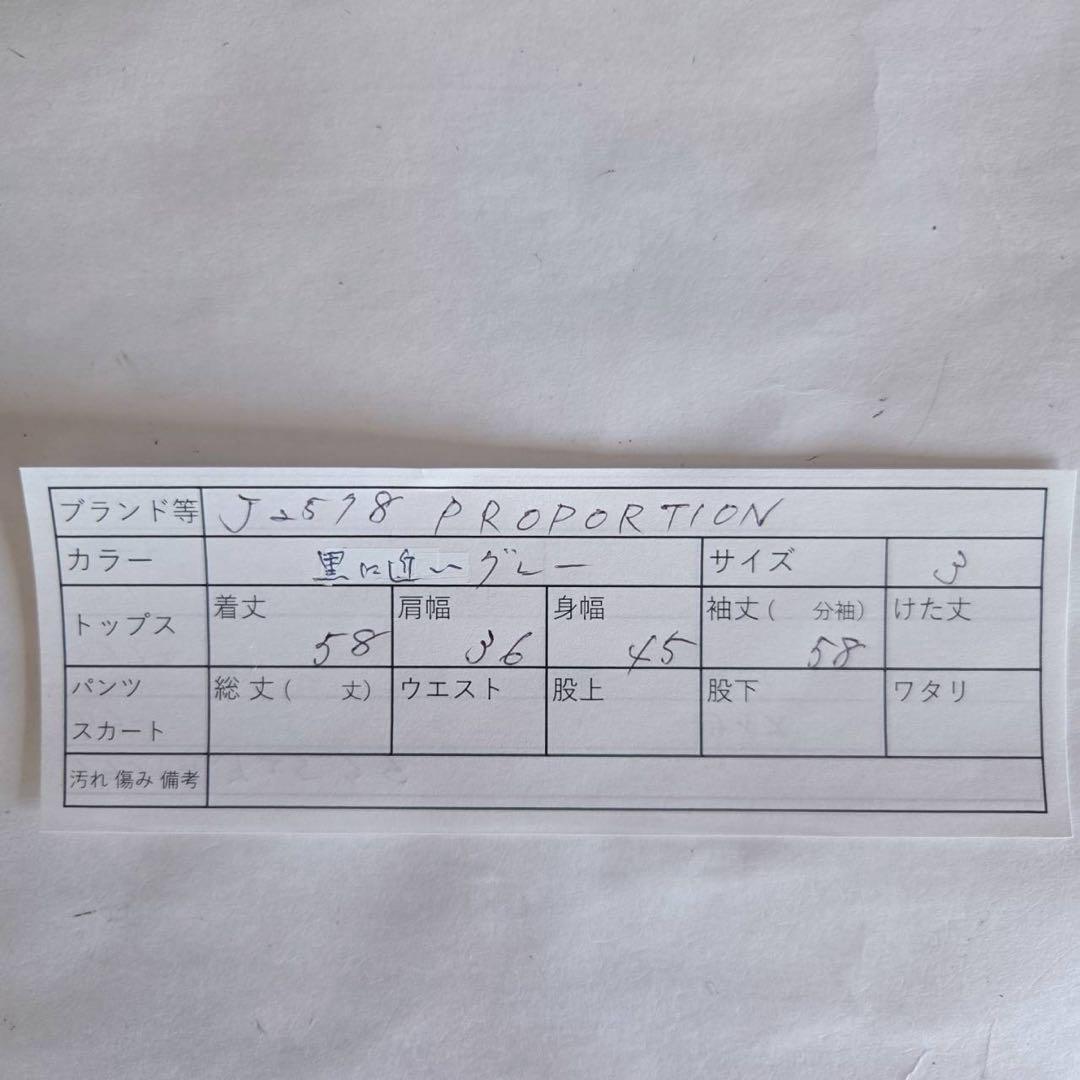 ブランド等 J2578 PROPORTION
カラー 黒に近いグレー サイズ 3
トップス 着丈 58 肩幅 36 身幅 45 袖丈( 分袖) 58 けた丈
パンツ スカート 総丈( 丈) ウエスト 股上 股下 ワタリ
汚れ 傷み 備考